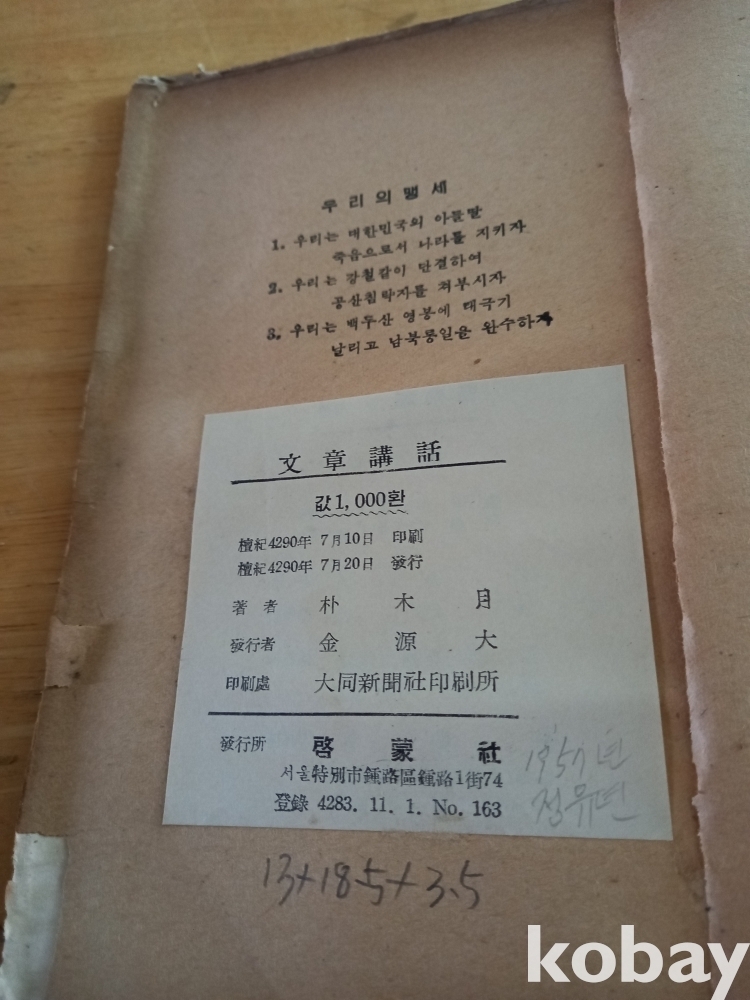 우리의 맹세
1. 우리는 대한민국의 아들딸
죽음으로서 나라를 지키자
2. 우리는 강철같이 단결하여
공산침략자를 쳐부시자
3. 우리는 백두산 영봉에 태극기
날리고 남북통일을 완수하자
文章講話
값1,000환
檀紀4290年 7月10日 印刷
檀紀4290年 7月20日 發行
著者 朴木月
發行者 金源大
印刷處 大同新聞社印刷所
發行所 啓蒙社
서울特別市鍾路區鍾路1街74
登錄 4283. 11. 1. No. 163
1957년
정유년
13+18.5+3.5
kobay